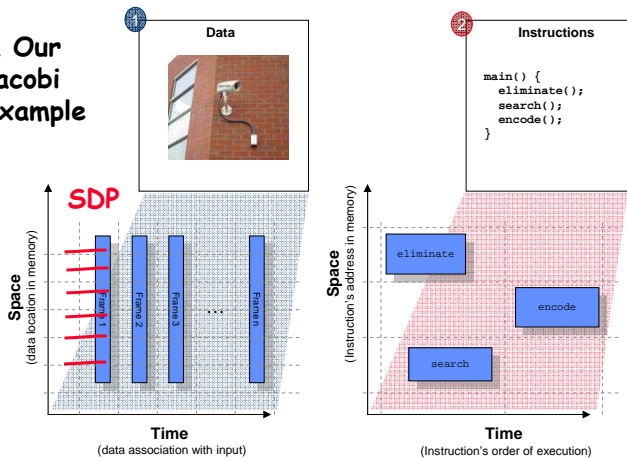 . Our
acobi
xample
1
Data
2
Instructions
main() {
eliminate();
search();
encode();
}
SDP
Space
(data location in memory)
Frame 1
Frame 2
Frame 3
...
Frame n
Time
(data association with input)
Space
(Instruction's address in memory)
eliminate
encode
search
Time
(Instruction's order of execution)